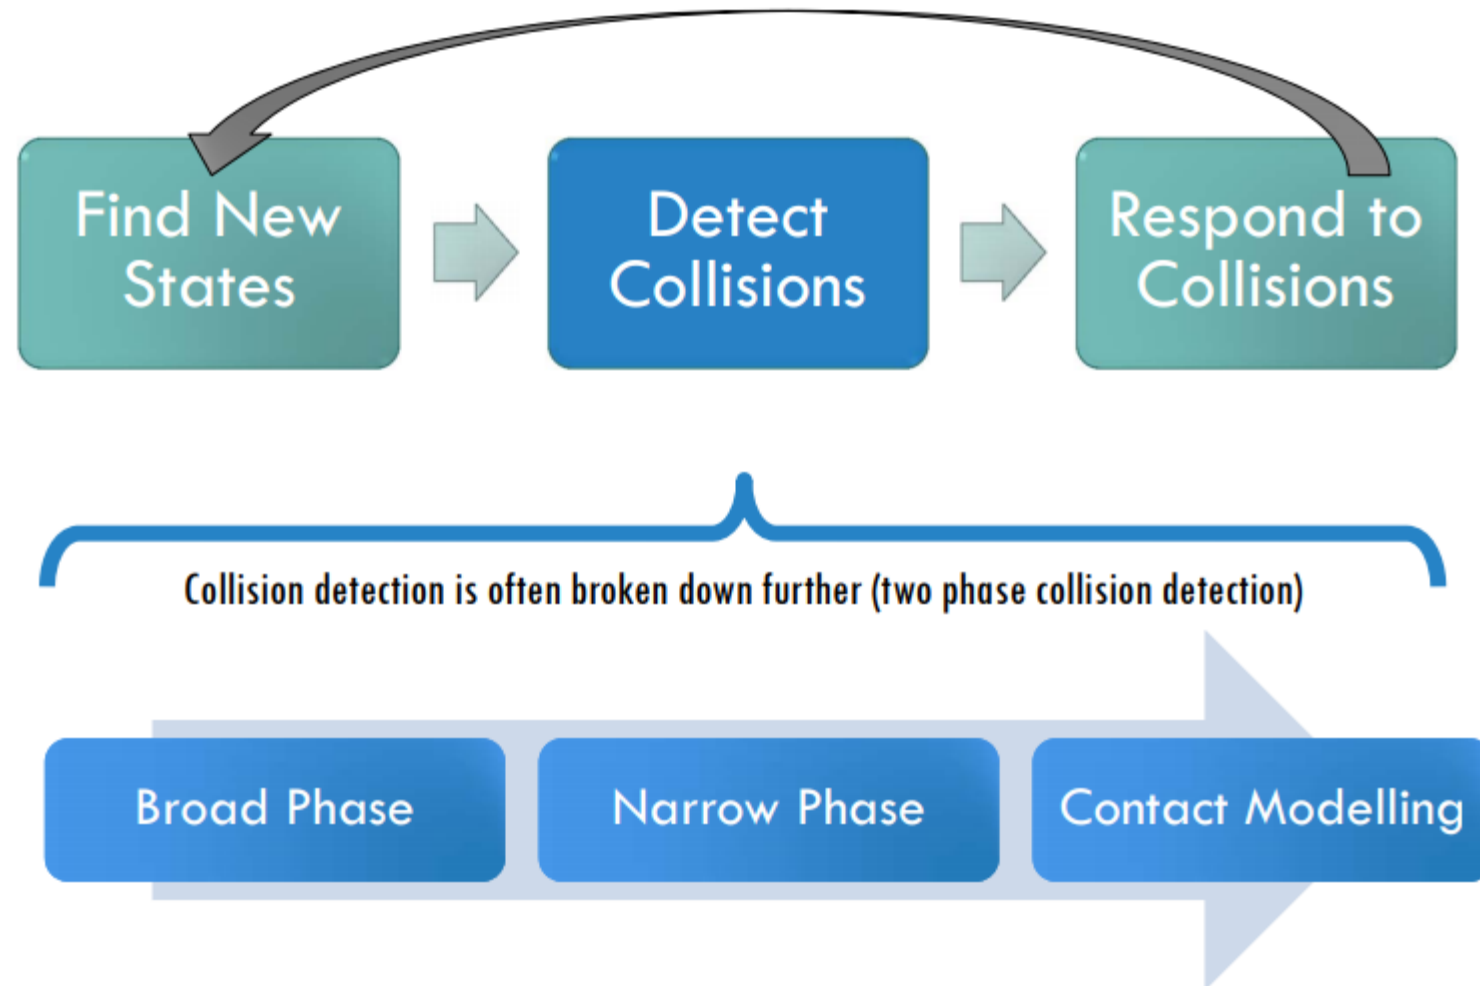 Find New
States
Detect
Collisions
Respond to
Collisions
Collision detection is often broken down further (two phase collision detection)
Broad Phase
Narrow Phase
Contact Modelling